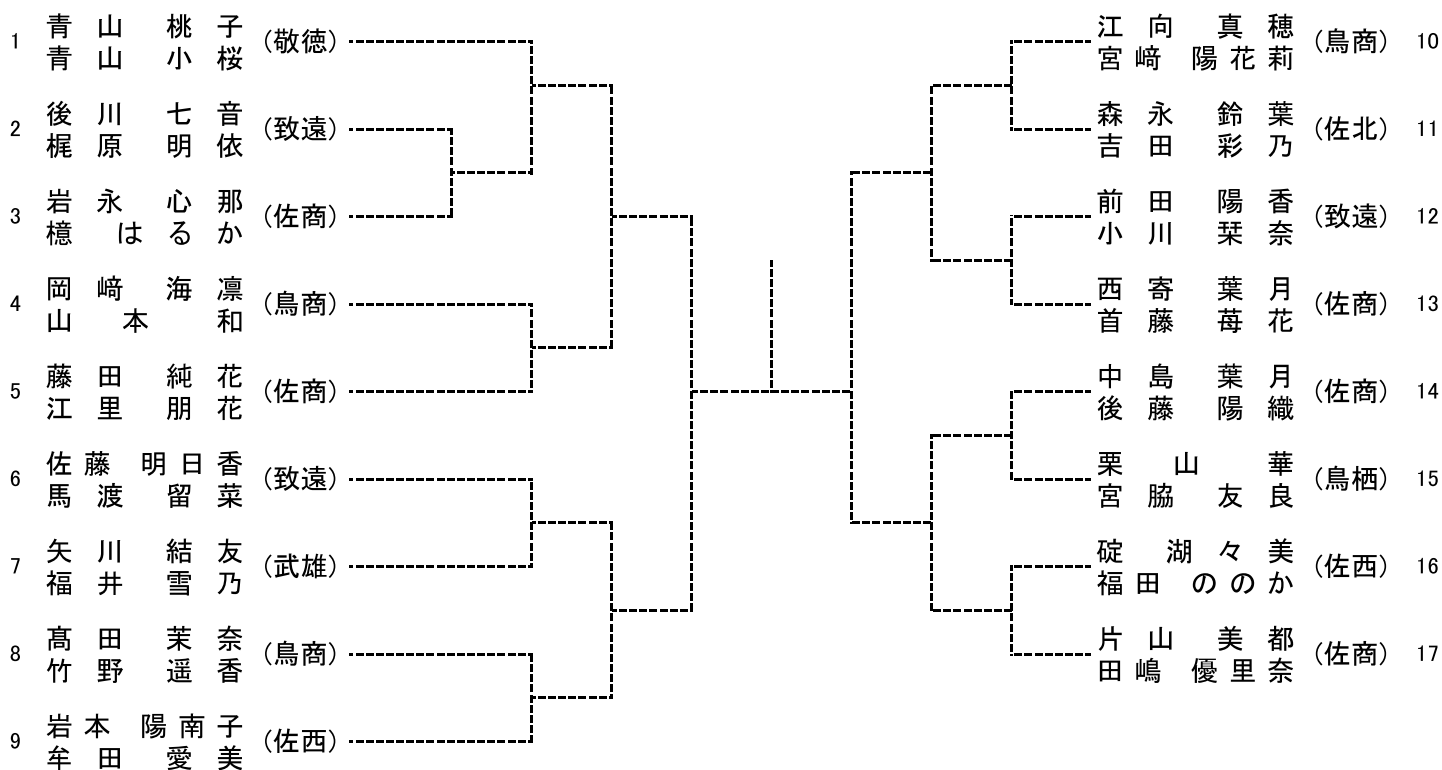 1 青山 桃子 (敬徳)
青山 小桜
2 後川 七音 (致遠)
梶原 明依
3 岩永 心那 (佐商)
檍 はるか
4 岡﨑 海凛 (鳥商)
山本 和
5 藤田 純花 (佐商)
江里 朋花
6 佐藤 明日香 (致遠)
馬渡 留菜
7 矢川 結友 (武雄)
福井 雪乃
8 髙田 茉奈 (鳥商)
竹野 遥香
9 岩本 陽南子 (佐西)
牟田 愛美
江向 真穂 (鳥商) 10
宮﨑 陽花莉
森永 鈴葉 (佐北) 11
吉田 彩乃
前田 陽香 (致遠) 12
小川 栞奈
西寄 葉月 (佐商) 13
首藤 苺花
中島 葉月 (佐商) 14
後藤 陽織
栗山 華 (鳥栖) 15
宮脇 友良
碇 湖々美 (佐西) 16
福田 ののか
片山 美都 (佐商) 17
田嶋 優里奈